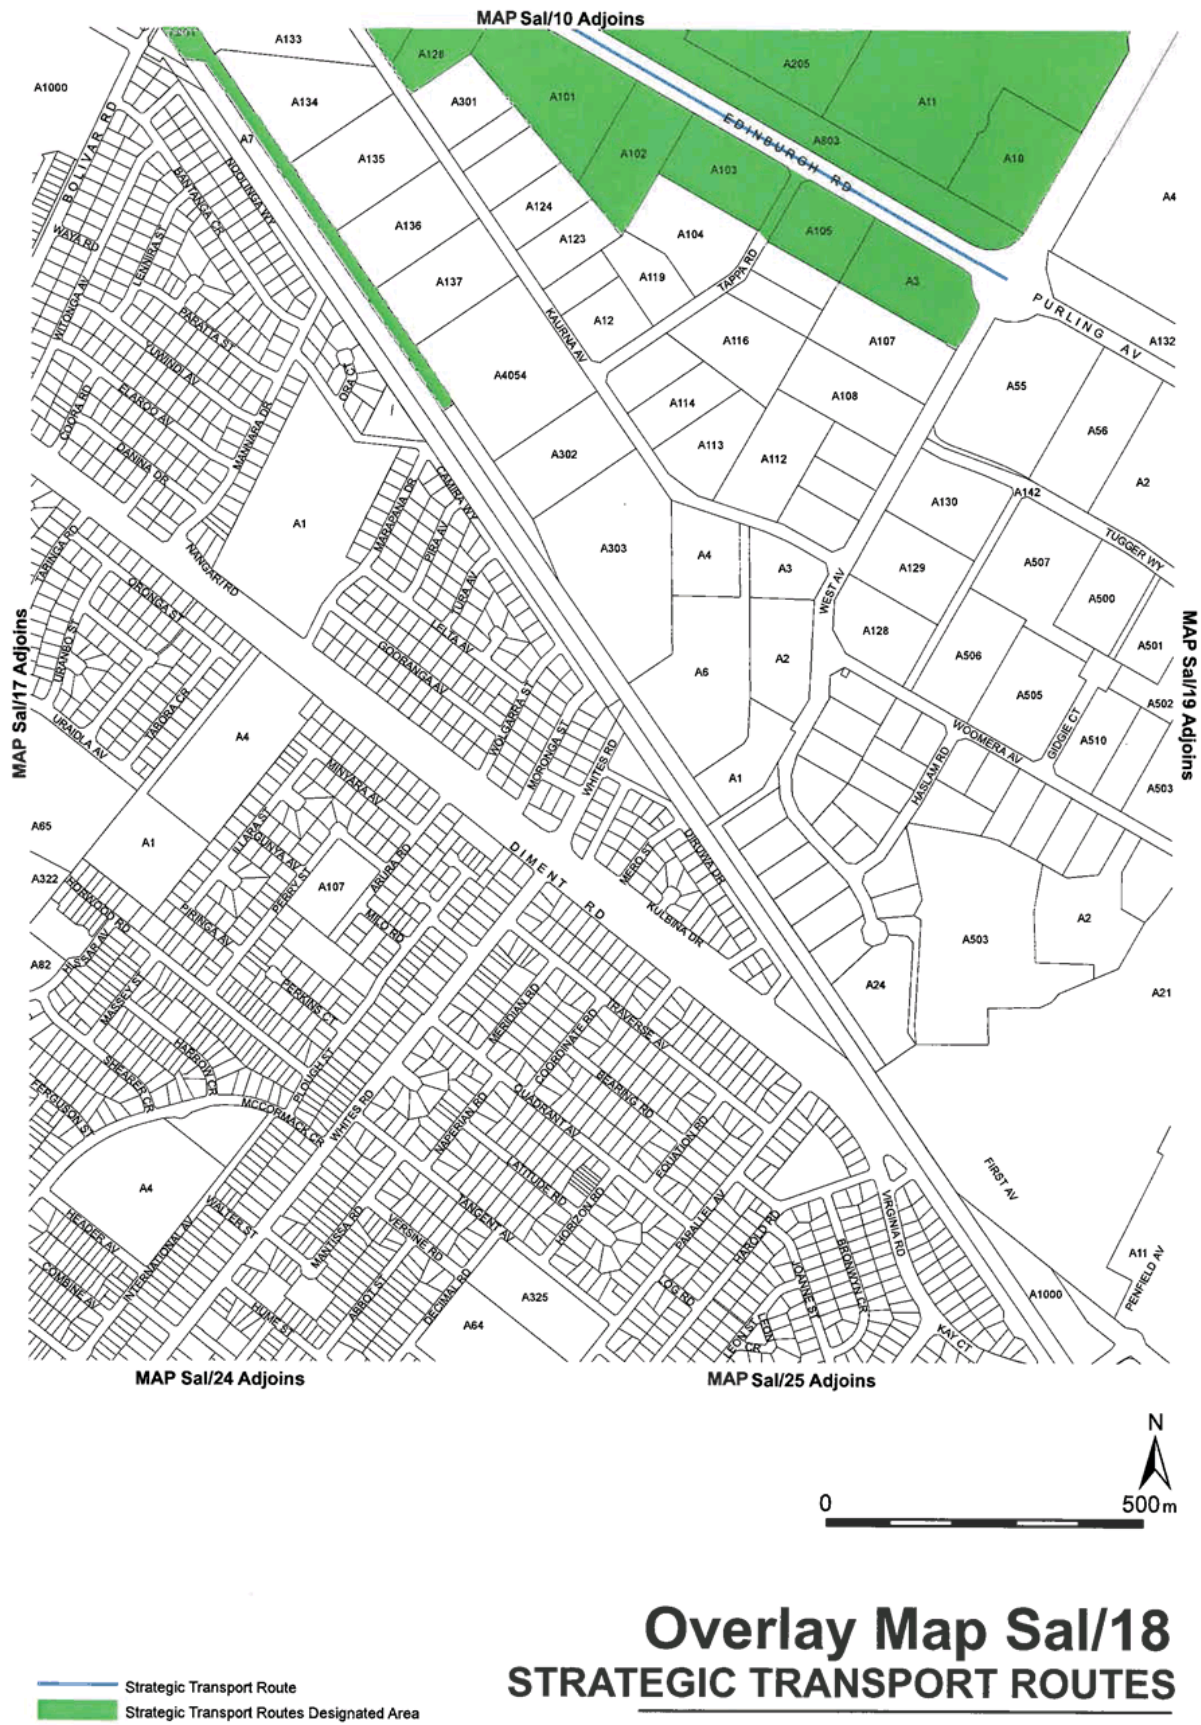 MAP Sal/10 Adjoins
A133
A128
A205
A1000
A134
A301
A101
A11
BOLIVAR RD
A7
NOOLINGA WY
A135
EDINBURGH RD
A803
A102
A103
A10
BANTANGA CR
A4
WAYA RD
LENNIRA ST
A136
A124
A123
A104
A105
A137
A119
TAPPA RD
A3
WITONGA AV
PARATTA ST
A12
KAURNA AV
PURLING AV
A116
A107
A132
YUWINDI AV
ORA CT
A4054
A55
COORA RD
ELAROO AV
A114
A108
A56
MANNARA DR
A302
A113
A112
DANINA DR
CAMIRA WY
A130
A142
A2
MARAPANA DR
A1
PIRA AV
A303
A4
A3
TUGGER WY
TARINGA RD
NANGARI RD
ORONGA ST
URA AV
WEST AV
A129
A507
A500
URANBO ST
LELTA AV
A128
A501
GOORANGA AV
A6
A2
A506
MAP Sal/17 Adjoins
MAP Sal/19 Adjoins
TABORA CR
WOLGARRA ST
A505
A502
URAIDLA AV
A4
MORONGA ST
WOOMERA AV
GIDGIE CT
A510
WHITES RD
MINYARA AV
A1
HASLAM RD
A503
A65
A1
ILLARA ST
GUNYA AV
DIMENT RD
DIRUWA DR
MERO ST
A322
HORWOOD RD
PERRY ST
A107
ARURA RD
KULBINA DR
PIRINGA AV
MILO RD
A503
A2
A82
HISSAR AV
MASSEY ST
PERKINS CT
A24
A21
MERIDIAN RD
TRAVERSE AV
COORDINATE RD
HARROW CR
SHEARER CR
PLOUGH ST
BEARING RD
FERGUSON ST
MCCORMACK CR
WHITES RD
NAPERIAN RD
QUADRANT AV
EQUATION RD
A4
LATITUDE RD
FIRST AV
HORIZON RD
PARALLEL AV
VIRGINIA RD
HEADER AV
WALTER ST
INTERNATIONAL AV
MANTISSA RD
VERSINE RD
TANGENT AV
HAROLD RD
BRONWYN CR
A11
PENFIELD AV
COMBINE AV
JOANNE ST
LOG RD
A1000
HUME ST
ABBOT ST
DECIMAL RD
A325
A64
LEON ST
LEON CR
KAY CT
MAP Sal/24 Adjoins
MAP Sal/25 Adjoins
N
0 500m
Overlay Map Sal/18
STRATEGIC TRANSPORT ROUTES
Strategic Transport Route
Strategic Transport Routes Designated Area